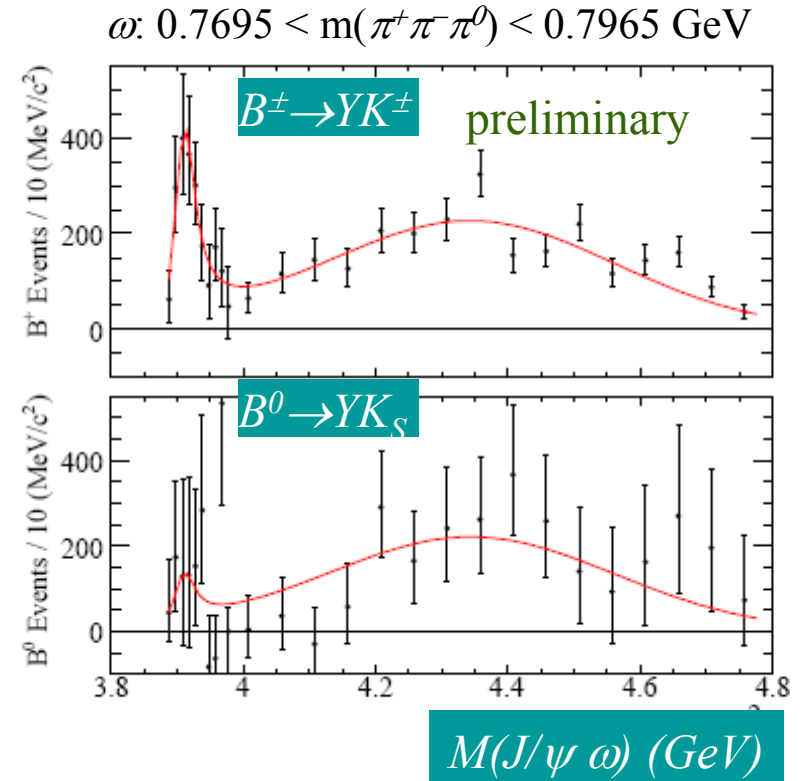 ω: 0.7695 < m(π⁺π⁻π⁰) < 0.7965 GeV
B⁺ Events / 10 (MeV/c²)
B±→YK±
preliminary
400
200
0
B⁰ Events / 10 (MeV/c²)
B⁰→YK_S
400
200
0
3.8 4 4.2 4.4 4.6 4.8
M(J/ψ ω) (GeV)